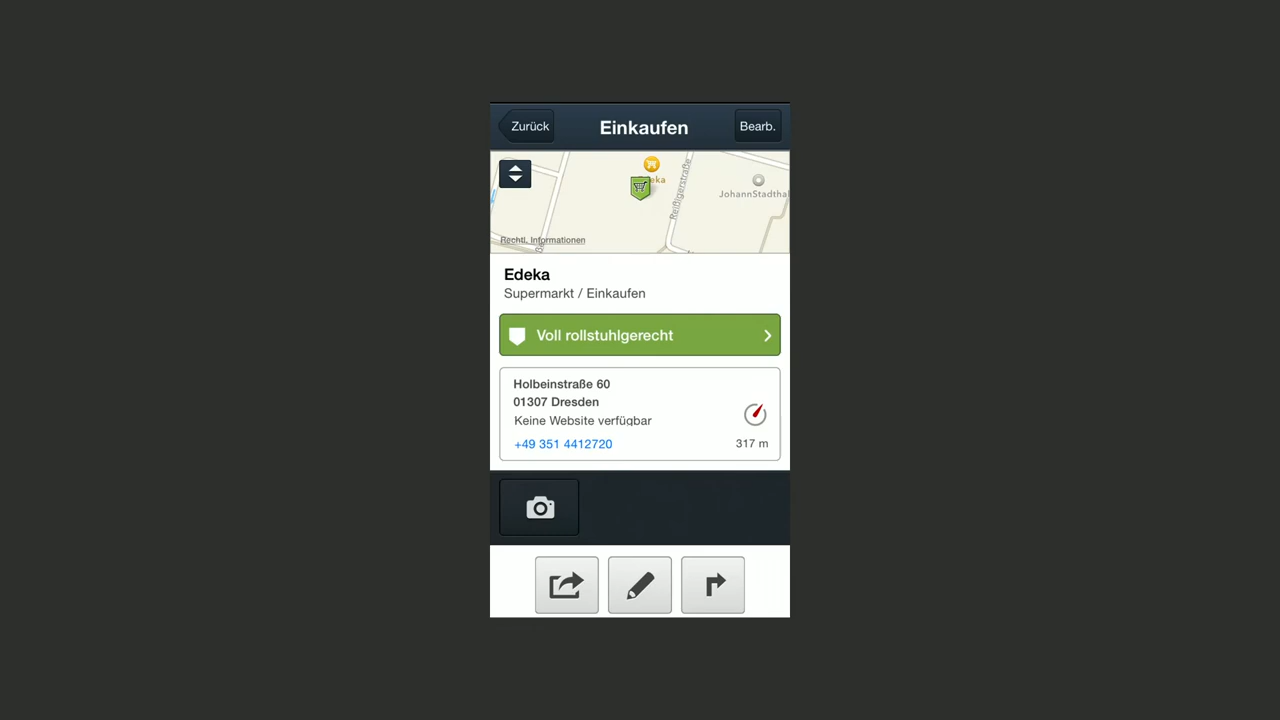 Zurück
Einkaufen
Bearb.
Reißigerstraße
JohannStadthal
Rechtl. Informationen
Edeka
Supermarkt / Einkaufen
Voll rollstuhlgerecht
Holbeinstraße 60
01307 Dresden
Keine Website verfügbar
+49 351 4412720
317 m